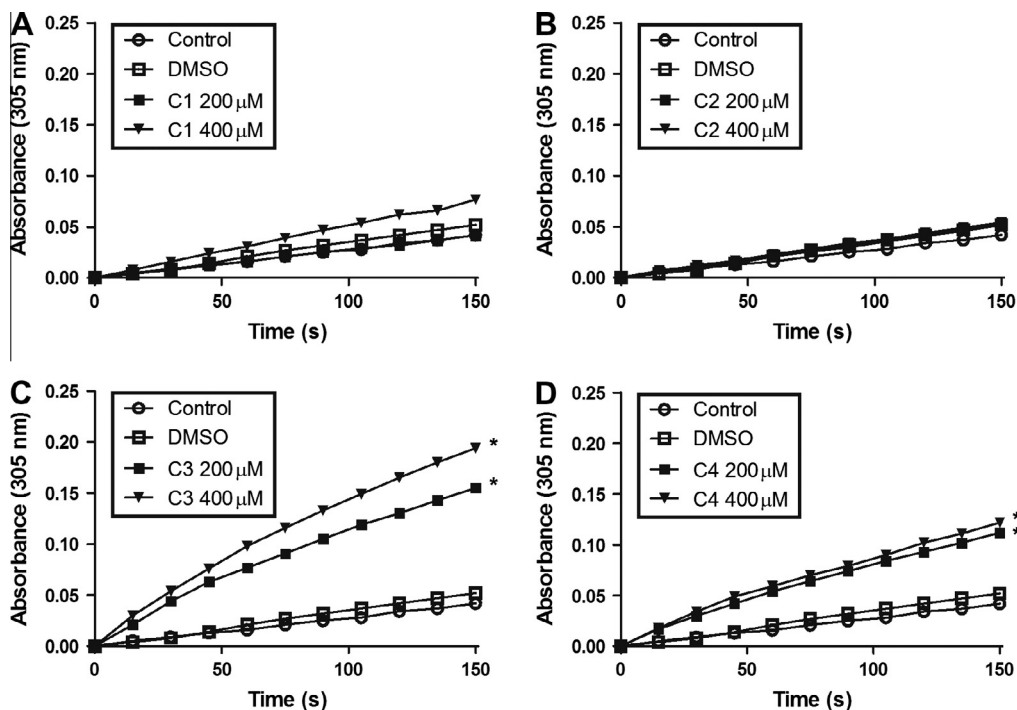 A
Absorbance (305 nm)
0.25
0.20
0.15
0.10
0.05
0.00
Control
DMSO
C1 200 μM
C1 400 μM
0 50 100 150
Time (s)
B
Absorbance (305 nm)
0.25
0.20
0.15
0.10
0.05
0.00
Control
DMSO
C2 200 μM
C2 400 μM
0 50 100 150
Time (s)
C
Absorbance (305 nm)
0.25
0.20
0.15
0.10
0.05
0.00
Control
DMSO
C3 200 μM
C3 400 μM
*
*
0 50 100 150
Time (s)
D
Absorbance (305 nm)
0.25
0.20
0.15
0.10
0.05
0.00
Control
DMSO
C4 200 μM
C4 400 μM
*
*
0 50 100 150
Time (s)